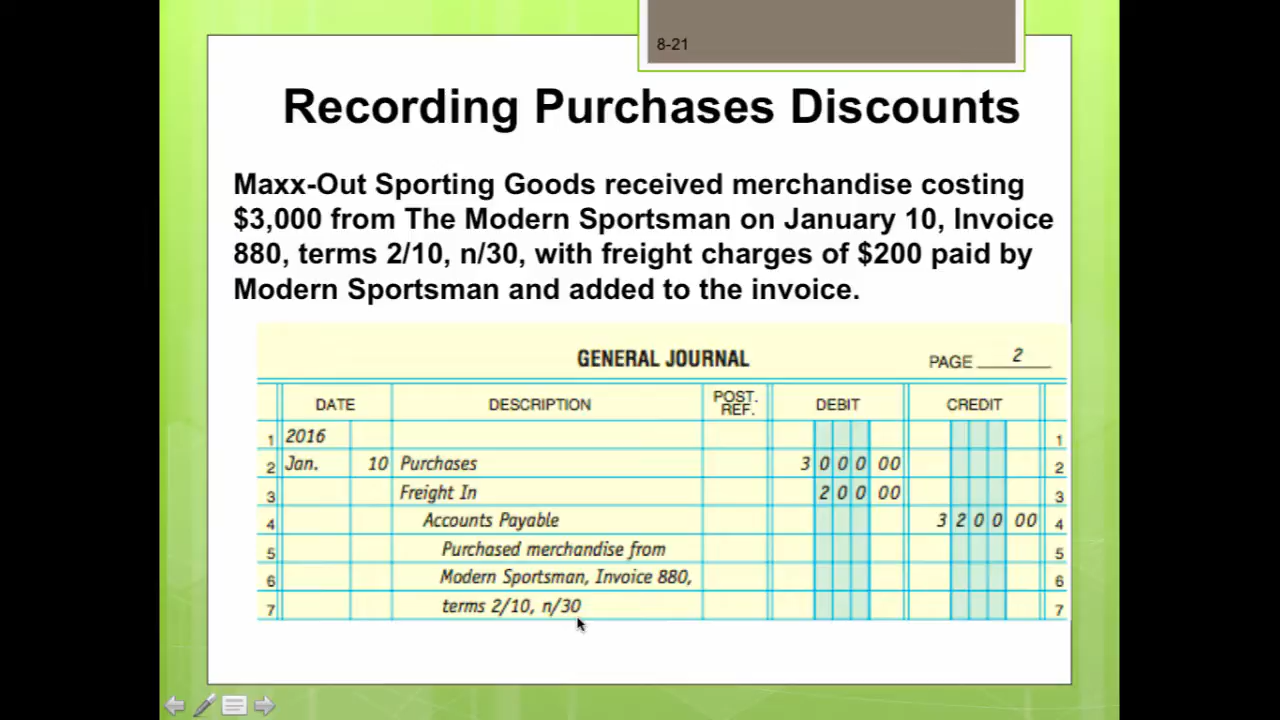 8-21
Recording Purchases Discounts
Maxx-Out Sporting Goods received merchandise costing
$3,000 from The Modern Sportsman on January 10, Invoice
880, terms 2/10, n/30, with freight charges of $200 paid by
Modern Sportsman and added to the invoice.
GENERAL JOURNAL PAGE 2
DATE DESCRIPTION POST. REF. DEBIT CREDIT
1 2016 1
2 Jan. 10 Purchases 3 0 0 0 00 2
3 Freight In 2 0 0 00 3
4 Accounts Payable 3 2 0 0 00 4
5 Purchased merchandise from 5
6 Modern Sportsman, Invoice 880, 6
7 terms 2/10, n/30 7